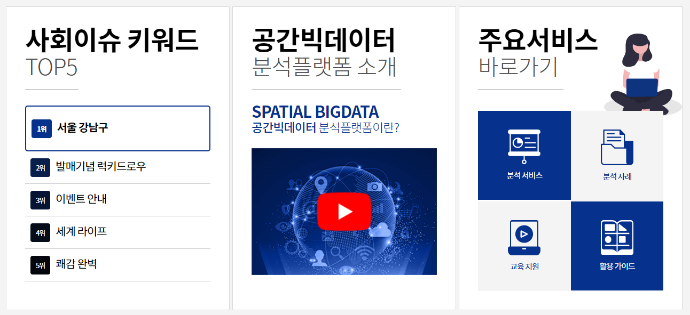 사회이슈 키워드
TOP5
1위 서울 강남구
2위 발매기념 럭키드로우
3위 이벤트 안내
4위 세계 라이프
5위 쾌감 완벽
공간빅데이터
분석플랫폼 소개
SPATIAL BIGDATA
공간빅데이터 분석플랫폼이란?
주요서비스
바로가기
분석 서비스
분석 사례
교육 지원
활용 가이드